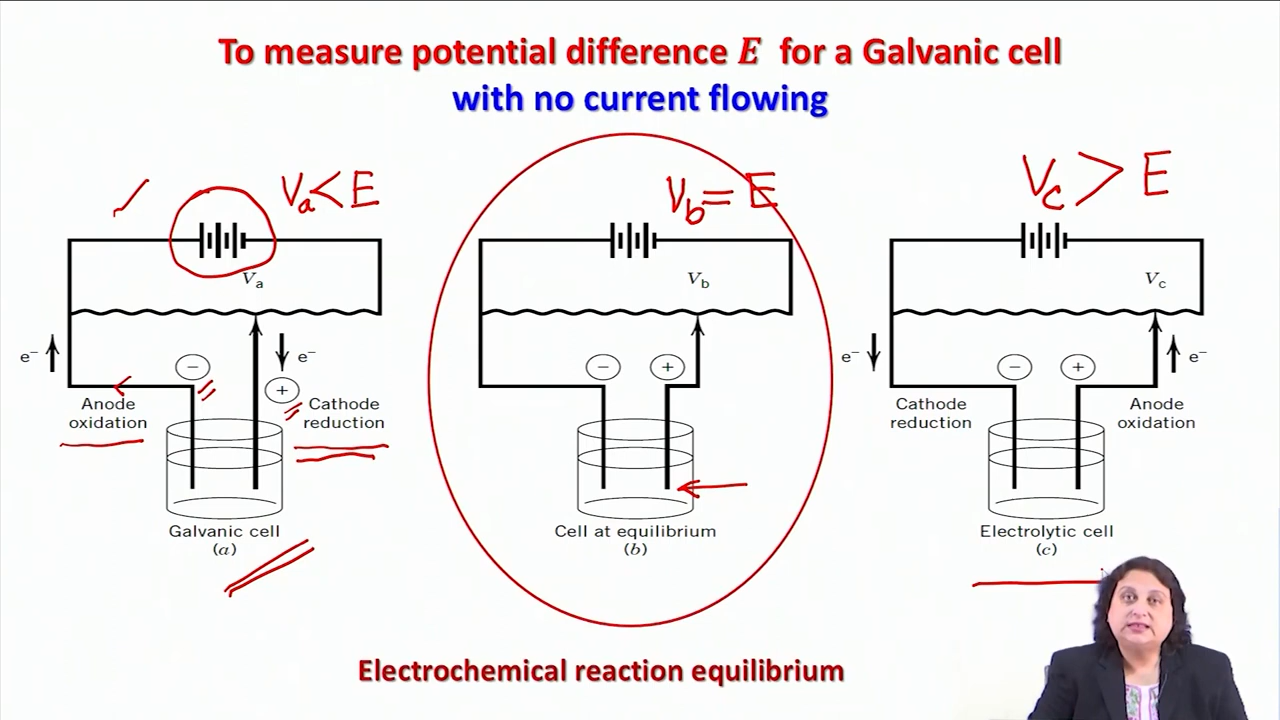 To measure potential difference E for a Galvanic cell
with no current flowing
Va < E
Vb = E
Vc > E
Va
Vb
Vc
e⁻
e⁻
e⁻
e⁻
−
+
−
+
−
+
Anode
oxidation
Cathode
reduction
Cathode
reduction
Anode
oxidation
Galvanic cell
(a)
Cell at equilibrium
(b)
Electrolytic cell
(c)
Electrochemical reaction equilibrium